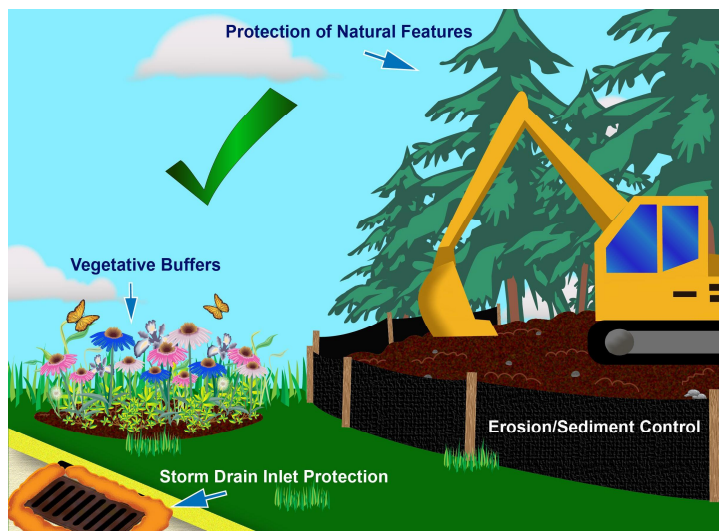 Protection of Natural Features
Vegetative Buffers
Erosion/Sediment Control
Storm Drain Inlet Protection